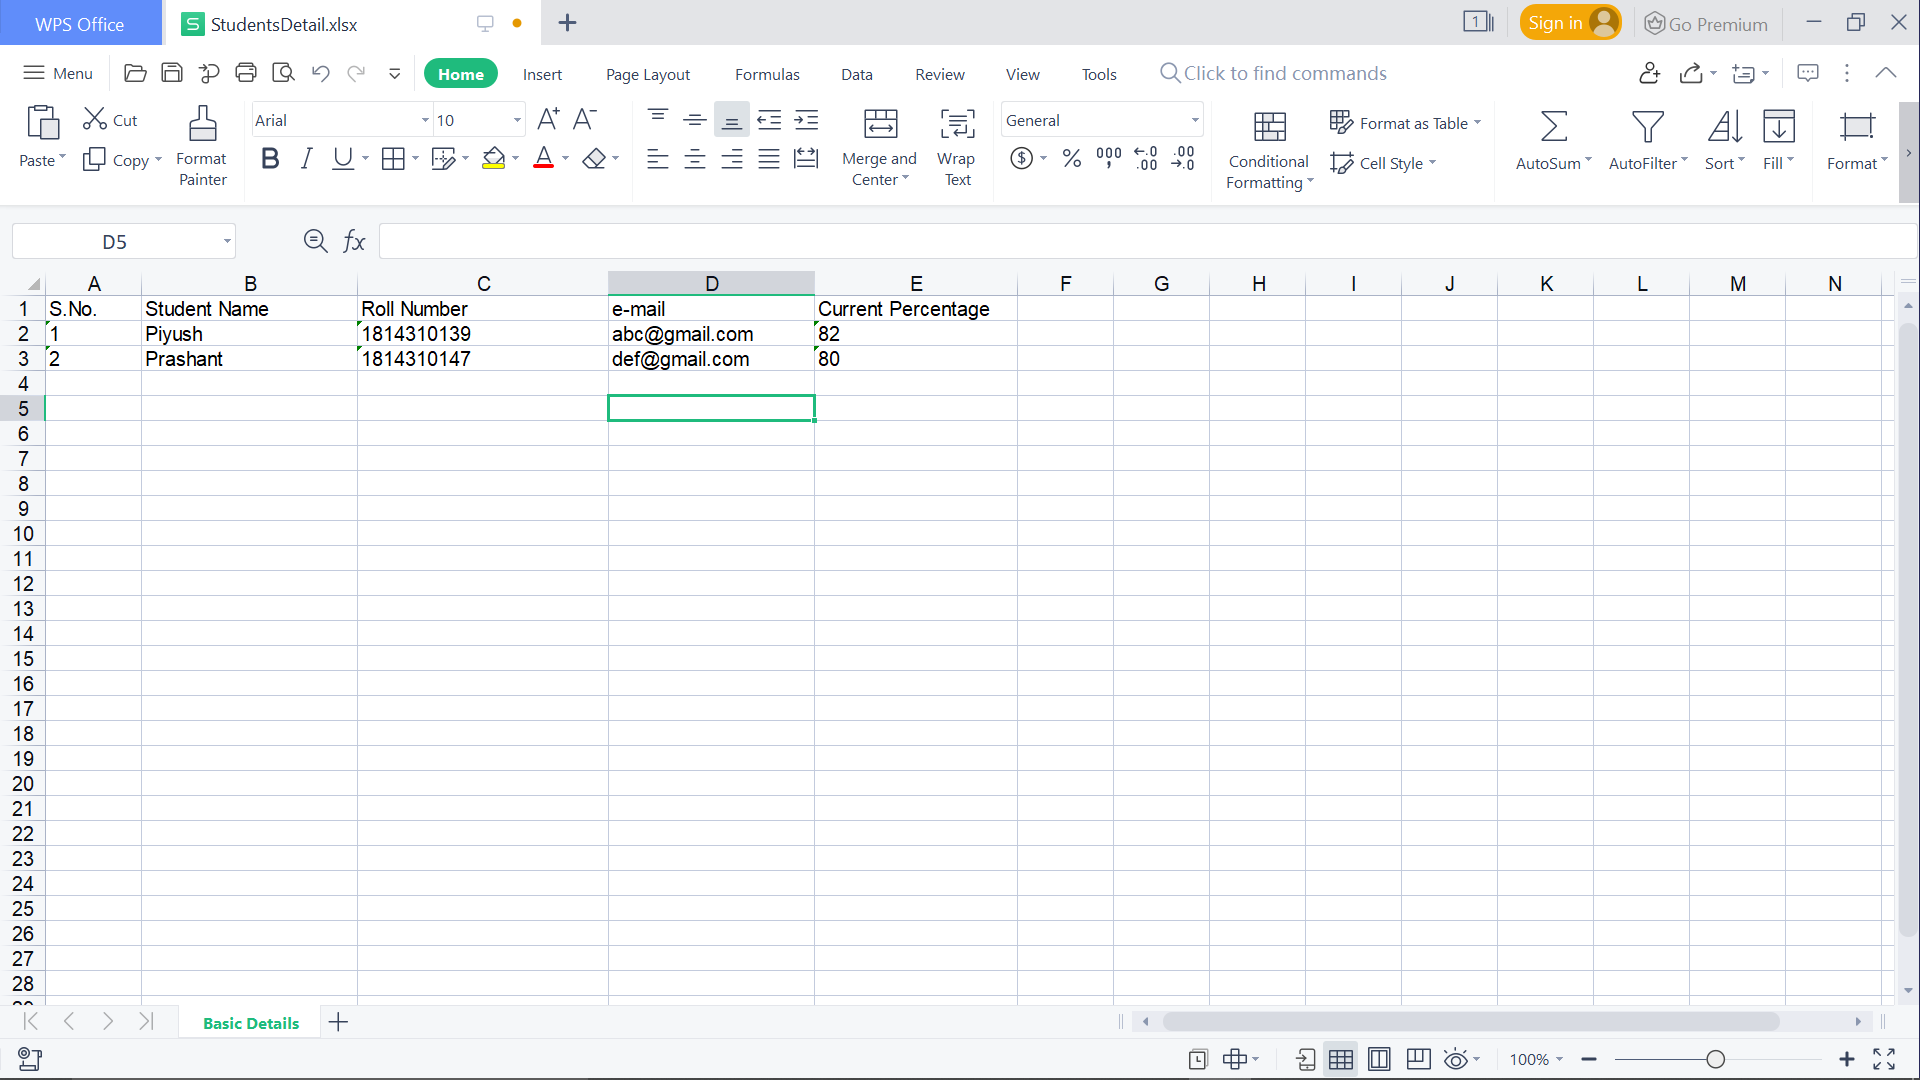 WPS Office StudentsDetail.xlsx 1 Sign in Go Premium
Menu Home Insert Page Layout Formulas Data Review View Tools Click to find commands
Cut Arial 10 General Format as Table
Paste Copy Format Painter Merge and Center Wrap Text Conditional Formatting Cell Style AutoSum AutoFilter Sort Fill Format
D5 fx
A B C D E F G H I J K L M N
1 S.No. Student Name Roll Number e-mail Current Percentage
2 1 Piyush 1814310139 abc@gmail.com 82
3 2 Prashant 1814310147 def@gmail.com 80
4
5
6
7
8
9
10
11
12
13
14
15
16
17
18
19
20
21
22
23
24
25
26
27
28
29
Basic Details
100%